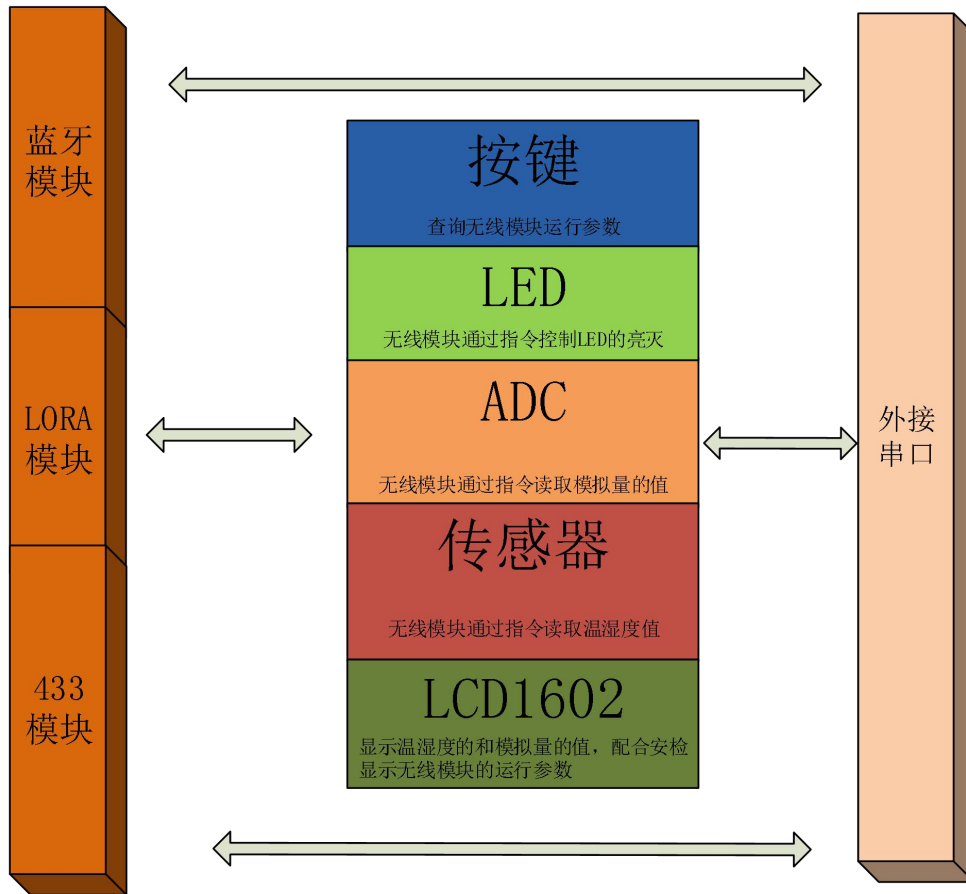 蓝牙
模块
LORA
模块
433
模块
按键
查询无线模块运行参数
LED
无线模块通过指令控制LED的亮灭
ADC
无线模块通过指令读取模拟量的值
传感器
无线模块通过指令读取温湿度值
LCD1602
显示温湿度的和模拟量的值，配合安检
显示无线模块的运行参数
外接
串口